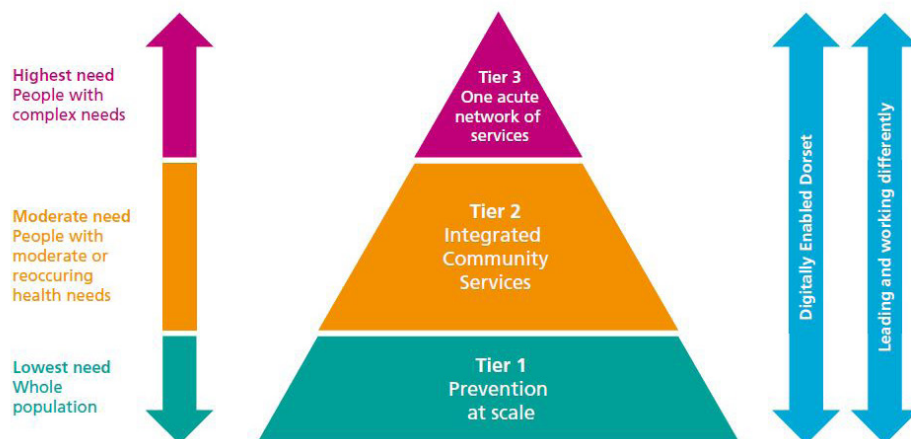 Highest need
People with
complex needs
Tier 3
One acute
network of
services
Moderate need
People with
moderate or
reoccuring
health needs
Tier 2
Integrated
Community
Services
Lowest need
Whole
population
Tier 1
Prevention
at scale
Digitally Enabled Dorset
Leading and working differently